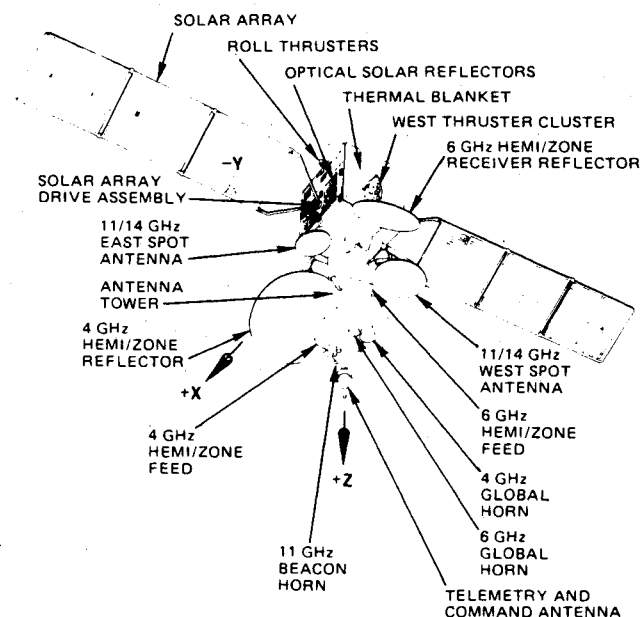 SOLAR ARRAY
ROLL THRUSTERS
OPTICAL SOLAR REFLECTORS
THERMAL BLANKET
WEST THRUSTER CLUSTER
6 GHz HEMI/ZONE
RECEIVER REFLECTOR
-Y
SOLAR ARRAY
DRIVE ASSEMBLY
11/14 GHz
EAST SPOT
ANTENNA
ANTENNA
TOWER
4 GHz
HEMI/ZONE
REFLECTOR
+X
4 GHz
HEMI/ZONE
FEED
+Z
11 GHz
BEACON
HORN
11/14 GHz
WEST SPOT
ANTENNA
6 GHz
HEMI/ZONE
FEED
4 GHz
GLOBAL
HORN
6 GHz
GLOBAL
HORN
TELEMETRY AND
COMMAND ANTENNA